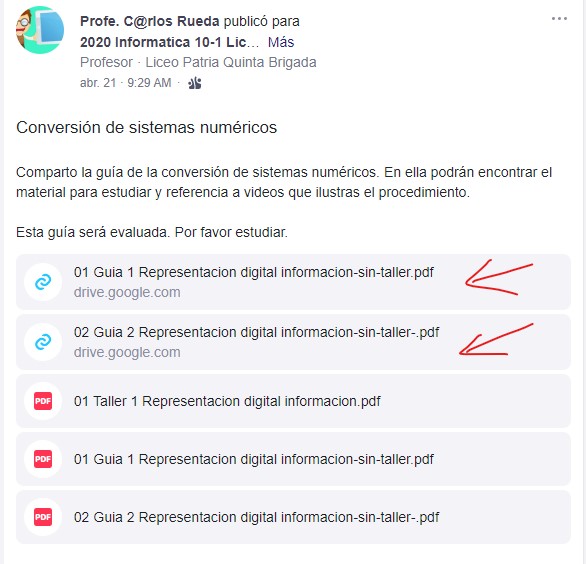 Profe. C@rlos Rueda publicó para
2020 Informatica 10-1 Lic... Más
Profesor · Liceo Patria Quinta Brigada
abr. 21 · 9:29 AM ·
Conversión de sistemas numéricos
Comparto la guía de la conversión de sistemas numéricos. En ella podrán encontrar el
material para estudiar y referencia a videos que ilustras el procedimiento.
Esta guía será evaluada. Por favor estudiar.
01 Guia 1 Representacion digital informacion-sin-taller.pdf
drive.google.com
02 Guia 2 Representacion digital informacion-sin-taller-.pdf
drive.google.com
PDF 01 Taller 1 Representacion digital informacion.pdf
PDF 01 Guia 1 Representacion digital informacion-sin-taller.pdf
PDF 02 Guia 2 Representacion digital informacion-sin-taller-.pdf